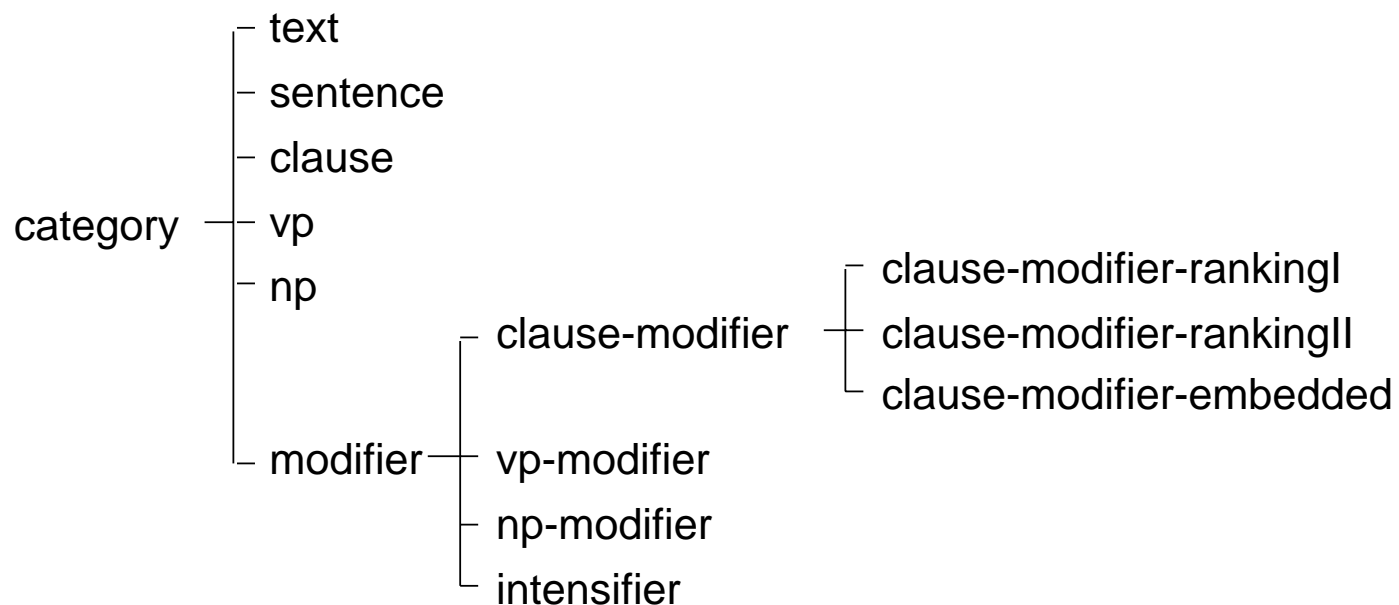 text
sentence
clause
category
vp
np
clause-modifier-rankingI
clause-modifier
clause-modifier-rankingII
clause-modifier-embedded
modifier
vp-modifier
np-modifier
intensifier